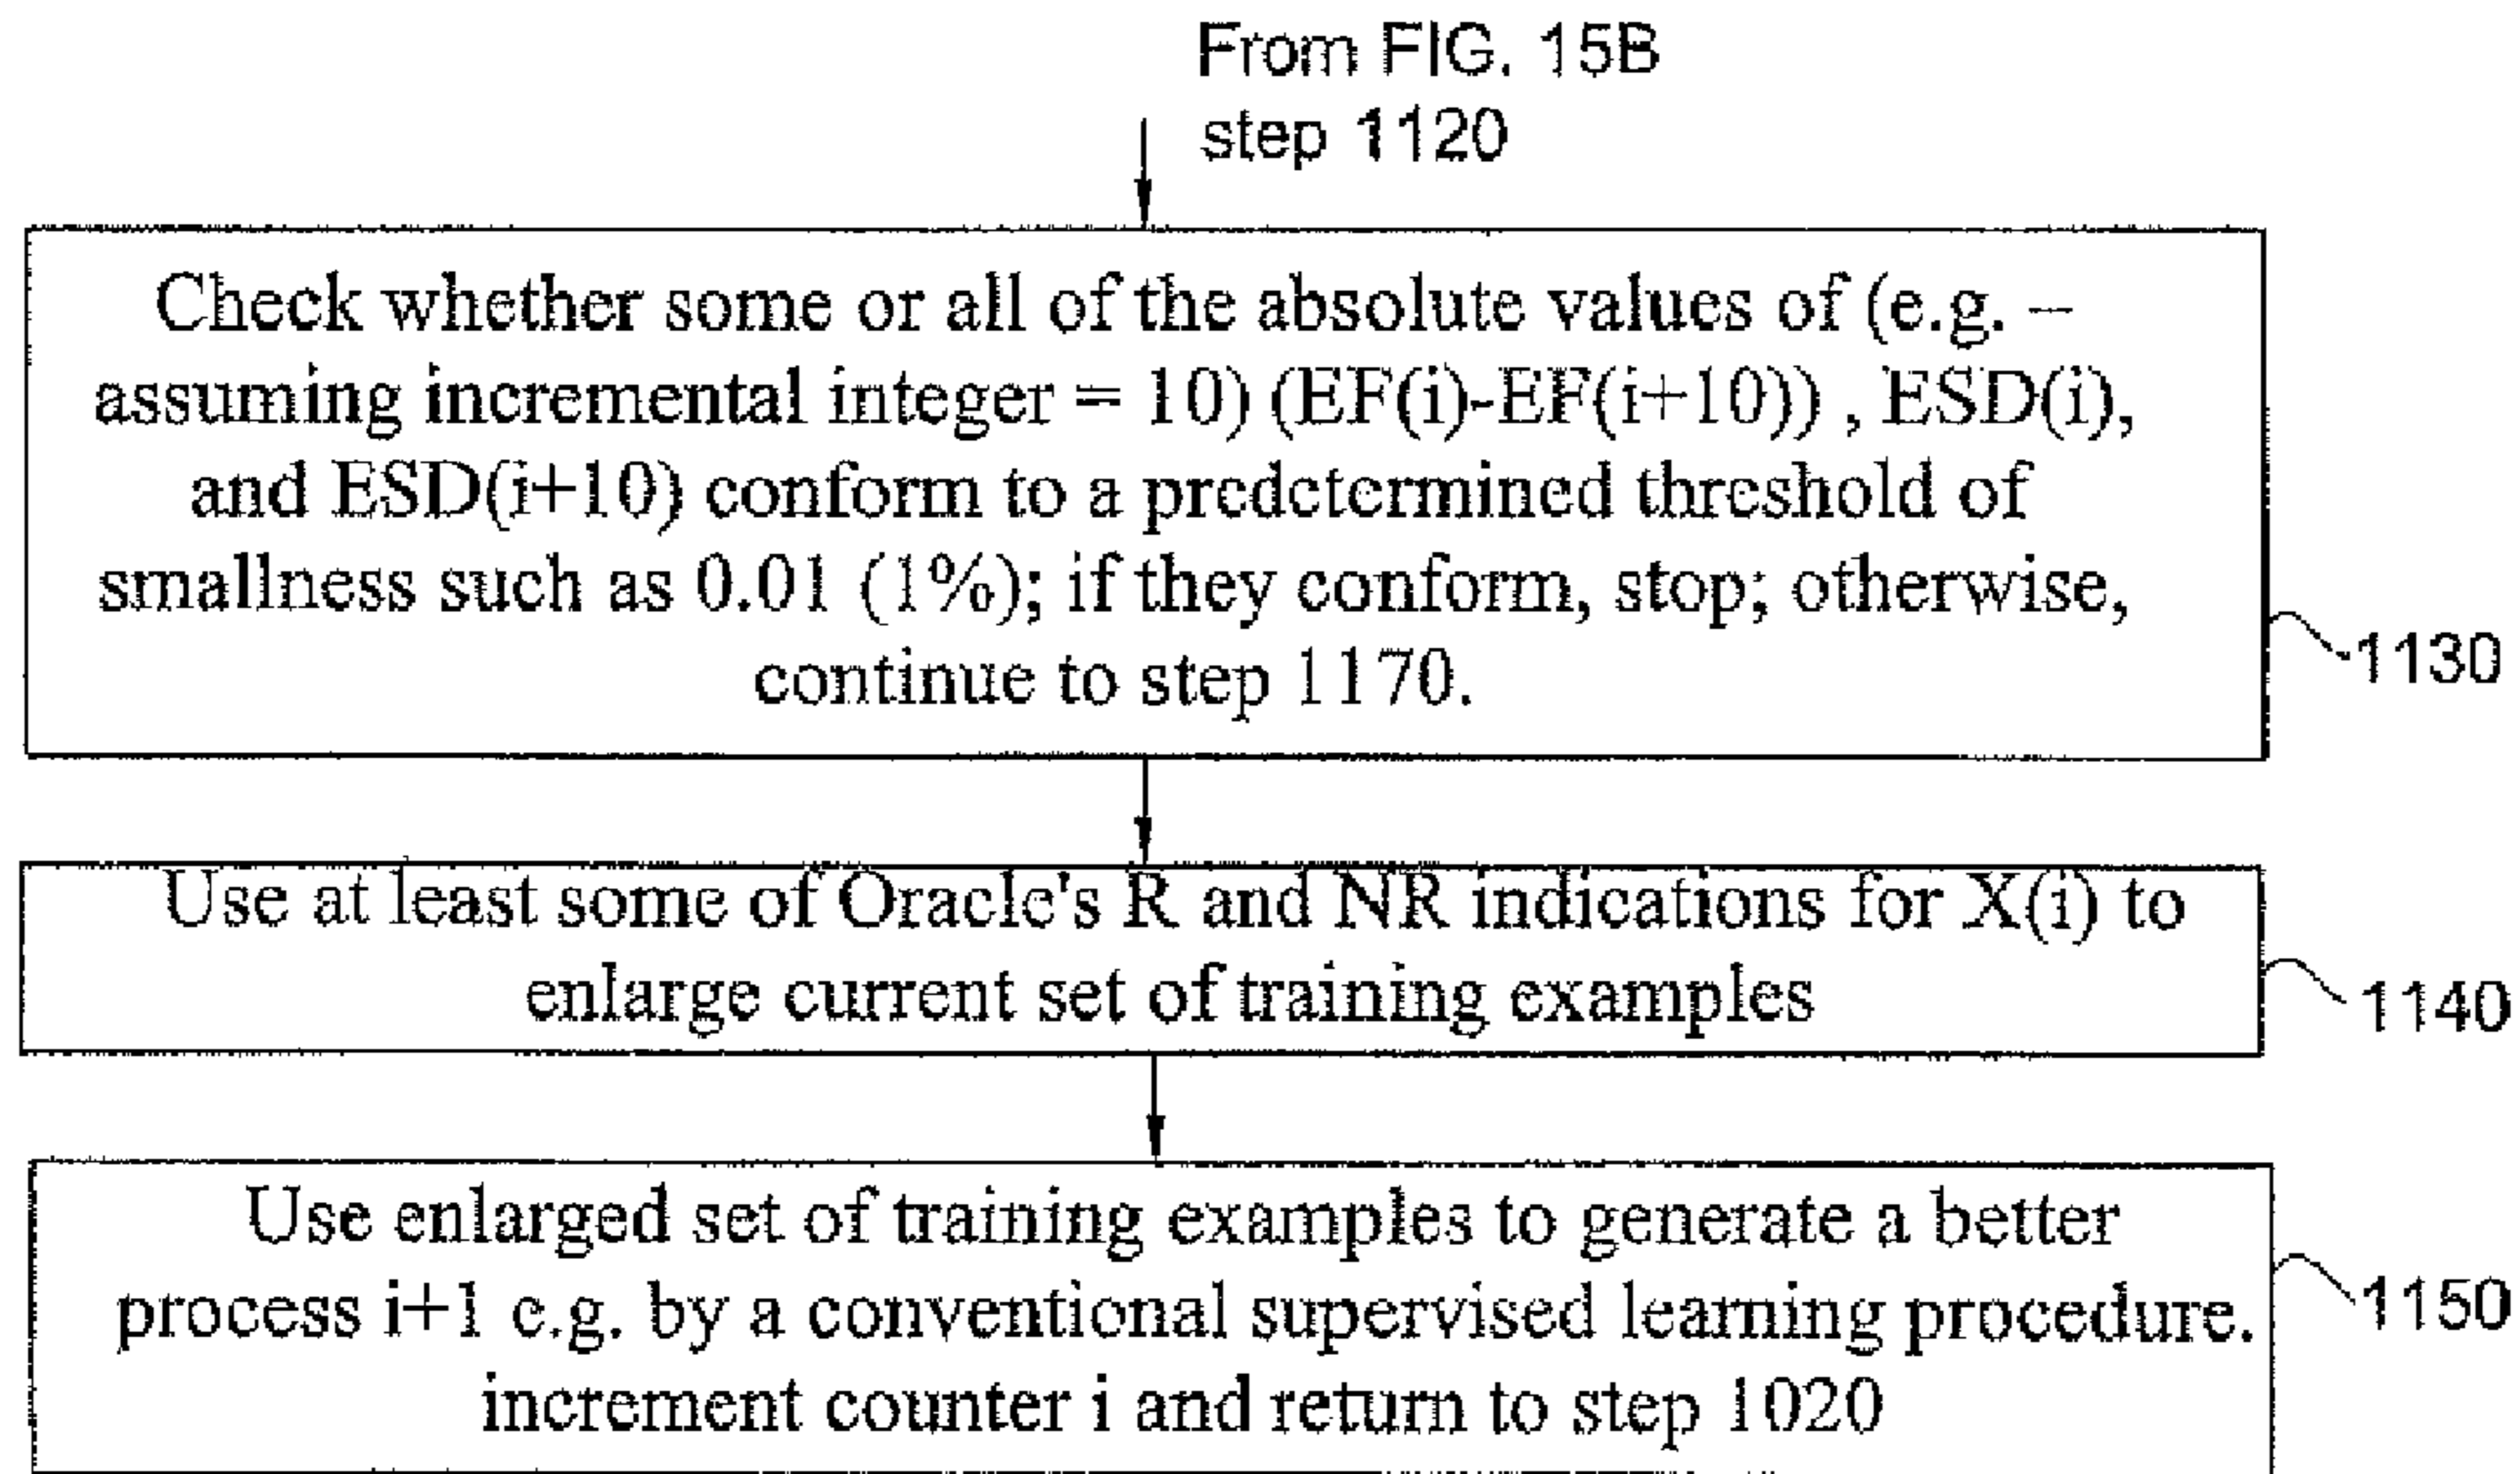 From FIG. 15B
step 1120
Check whether some or all of the absolute values of (e.g. –
assuming incremental integer = 10) (EF(i)-EF(i+10)) , ESD(i),
and ESD(i+10) conform to a predetermined threshold of
smallness such as 0.01 (1%); if they conform, stop; otherwise,
continue to step 1170.
1130
Use at least some of Oracle's R and NR indications for X(i) to
enlarge current set of training examples
1140
Use enlarged set of training examples to generate a better
process i+1 e.g. by a conventional supervised learning procedure.
increment counter i and return to step 1020
1150